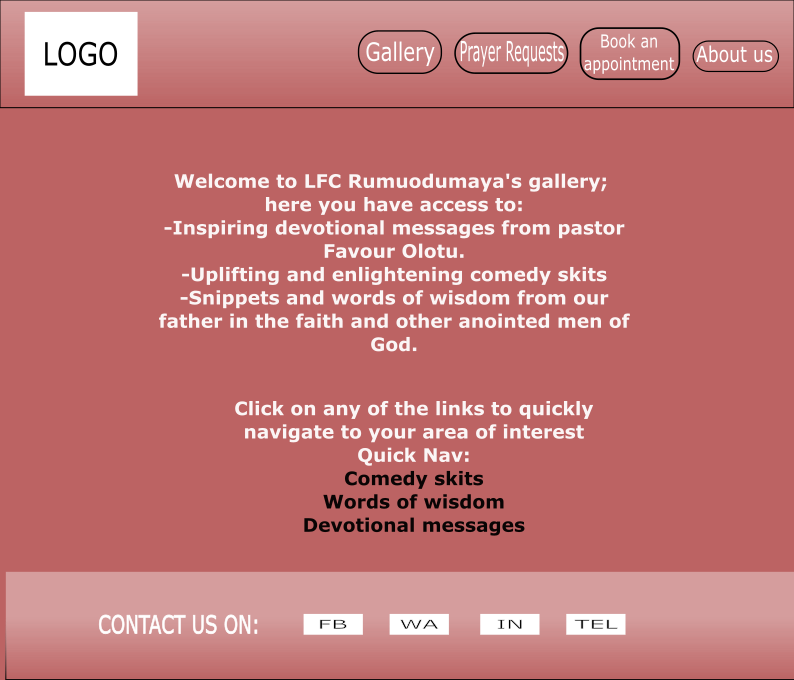 LOGO
Gallery
Prayer Requests
Book an
appointment
About us
Welcome to LFC Rumuodumaya's gallery;
here you have access to:
-Inspiring devotional messages from pastor
Favour Olotu.
-Uplifting and enlightening comedy skits
-Snippets and words of wisdom from our
father in the faith and other anointed men of
God.
Click on any of the links to quickly
navigate to your area of interest
Quick Nav:
Comedy skits
Words of wisdom
Devotional messages
CONTACT US ON:
FB
WA
IN
TEL